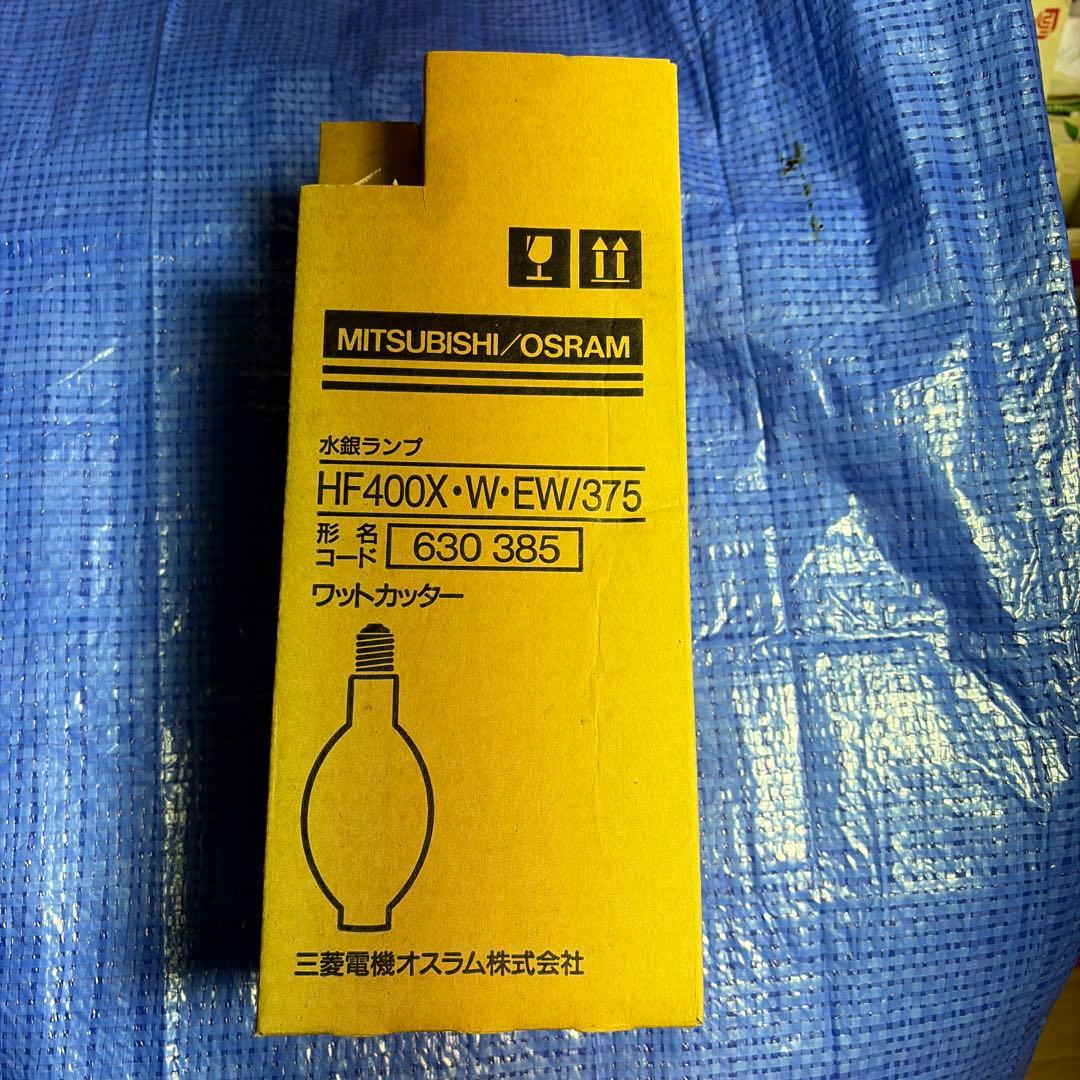 MITSUBISHI/OSRAM
水銀ランプ
HF400X・W・EW/375
形名コード 630 385
ワットカッター
三菱電機オスラム株式会社